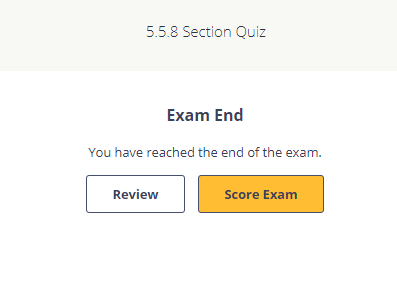 5.5.8 Section Quiz
Exam End
You have reached the end of the exam.
Review Score Exam